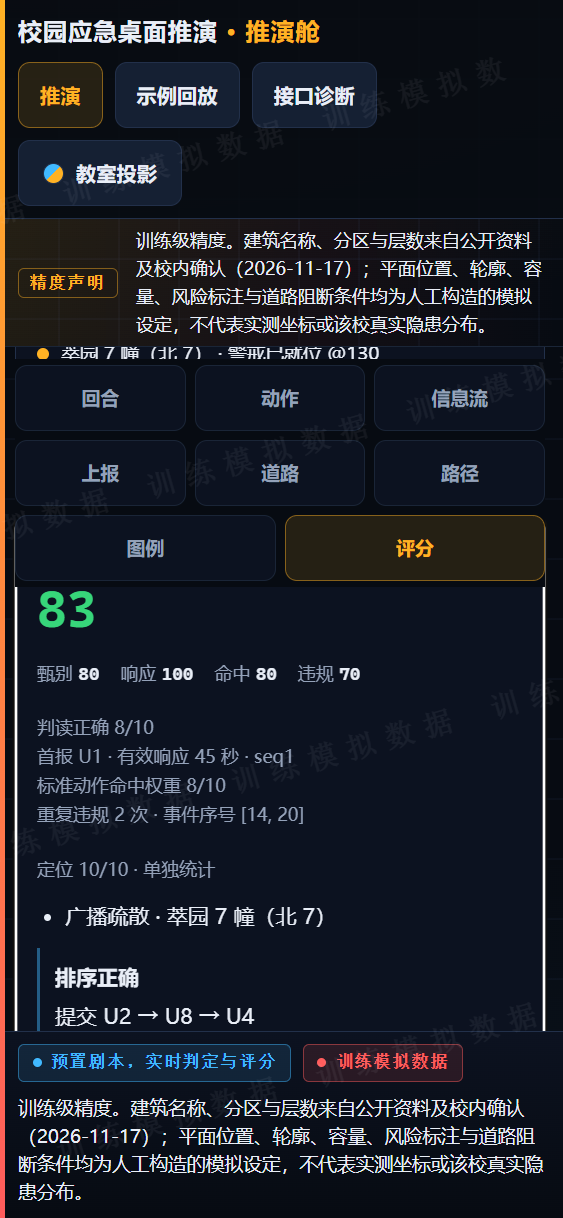 校园应急桌面推演 · 推演舱
推演
示例回放
接口诊断
教室投影
精度声明
训练级精度。建筑名称、分区与层数来自公开资料
及校内确认（2026-11-17）；平面位置、轮廓、容
量、风险标注与道路阻断条件均为人工构造的模拟
设定，不代表实测坐标或该校真实隐患分布。
萃园 7 幢（北 7） · 警戒已就位 @130
回合
动作
信息流
上报
道路
路径
图例
评分
83
甄别 80 响应 100 命中 80 违规 70
判读正确 8/10
首报 U1 · 有效响应 45 秒 · seq1
标准动作命中权重 8/10
重复违规 2 次 · 事件序号 [14, 20]
定位 10/10 · 单独统计
• 广播疏散 · 萃园 7 幢（北 7）
排序正确
提交 U2 → U8 → U4
预置剧本，实时判定与评分
训练模拟数据
训练级精度。建筑名称、分区与层数来自公开资料及校内确认
（2026-11-17）；平面位置、轮廓、容量、风险标注与道路阻
断条件均为人工构造的模拟设定，不代表实测坐标或该校真实隐
患分布。